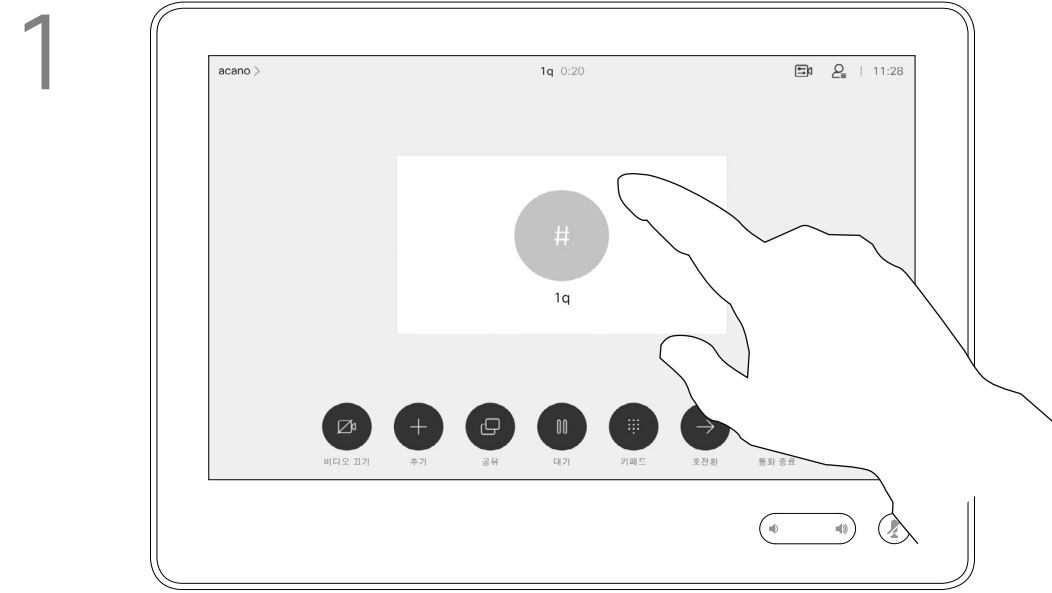 1
acano > 1q 0:20 | 11:28
#
1q
비디오 끄기 추가 공유 대기 키패드 호전환 통화 종료